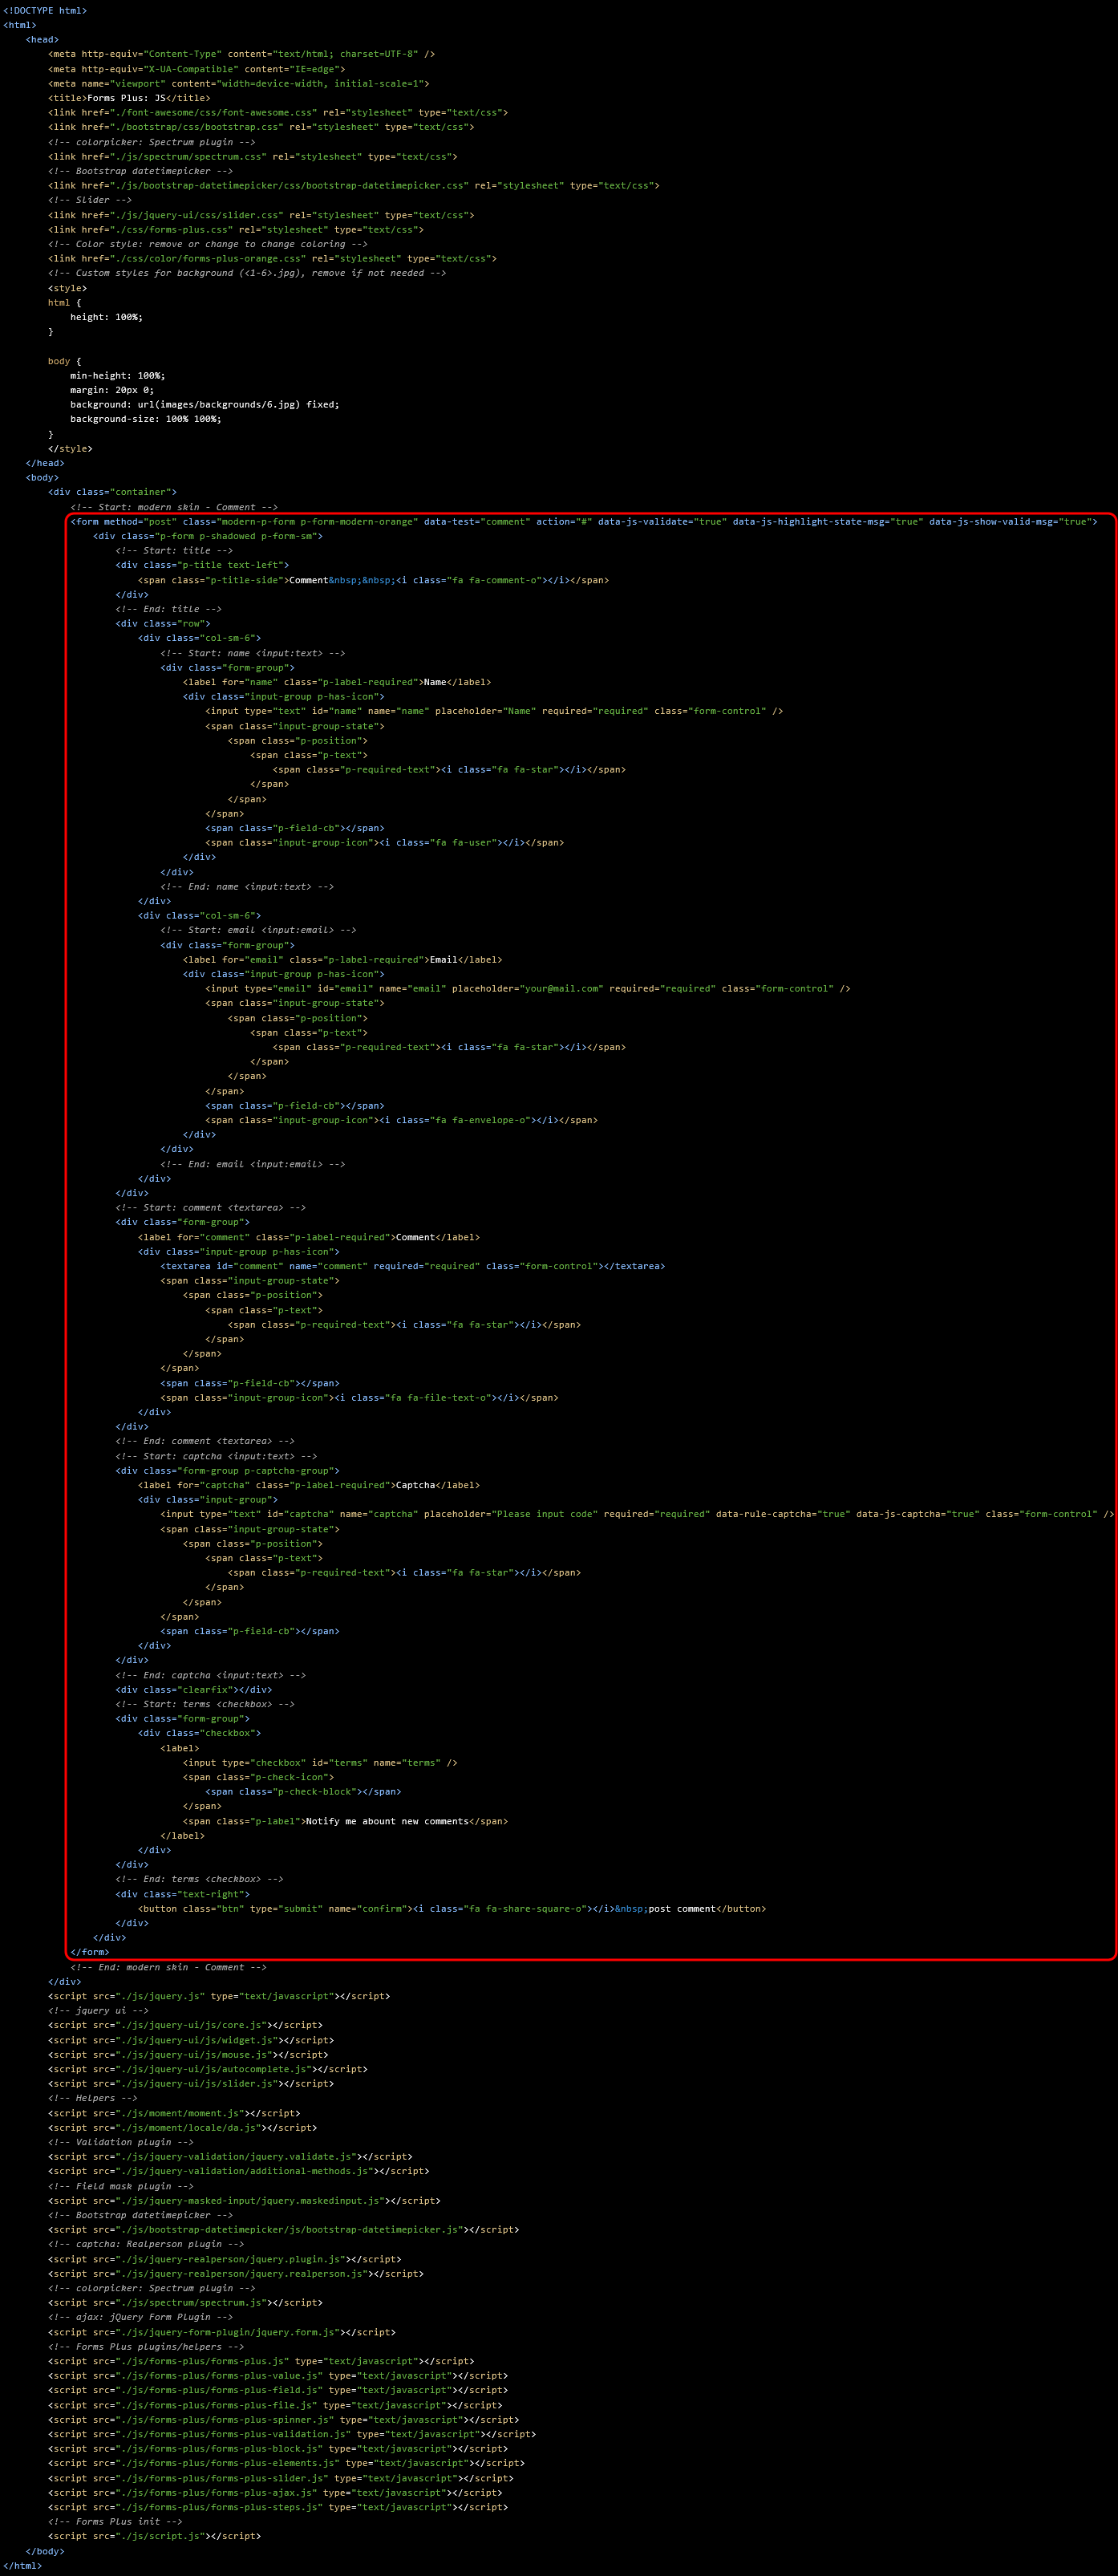 <!DOCTYPE html>
<html>
    <head>
        <meta http-equiv="Content-Type" content="text/html; charset=UTF-8" />
        <meta http-equiv="X-UA-Compatible" content="IE=edge">
        <meta name="viewport" content="width=device-width, initial-scale=1">
        <title>Forms Plus: JS</title>
        <link href="./font-awesome/css/font-awesome.css" rel="stylesheet" type="text/css">
        <link href="./bootstrap/css/bootstrap.css" rel="stylesheet" type="text/css">
        <!-- colorpicker: Spectrum plugin -->
        <link href="./js/spectrum/spectrum.css" rel="stylesheet" type="text/css">
        <!-- Bootstrap datetimepicker -->
        <link href="./js/bootstrap-datetimepicker/css/bootstrap-datetimepicker.css" rel="stylesheet" type="text/css">
        <!-- Slider -->
        <link href="./js/jquery-ui/css/slider.css" rel="stylesheet" type="text/css">
        <link href="./css/forms-plus.css" rel="stylesheet" type="text/css">
        <!-- Color style: remove or change to change coloring -->
        <link href="./css/color/forms-plus-orange.css" rel="stylesheet" type="text/css">
        <!-- Custom styles for background (<1-6>.jpg), remove if not needed -->
        <style>
        html {
            height: 100%;
        }

        body {
            min-height: 100%;
            margin: 20px 0;
            background: url(images/backgrounds/6.jpg) fixed;
            background-size: 100% 100%;
        }
        </style>
    </head>
    <body>
        <div class="container">
            <!-- Start: modern skin - Comment -->
            <form method="post" class="modern-p-form p-form-modern-orange" data-test="comment" action="#" data-js-validate="true" data-js-highlight-state-msg="true" data-js-show-valid-msg="true">
                <div class="p-form p-shadowed p-form-sm">
                    <!-- Start: title -->
                    <div class="p-title text-left">
                        <span class="p-title-side">Comment&nbsp;&nbsp;<i class="fa fa-comment-o"></i></span>
                    </div>
                    <!-- End: title -->
                    <div class="row">
                        <div class="col-sm-6">
                            <!-- Start: name <input:text> -->
                            <div class="form-group">
                                <label for="name" class="p-label-required">Name</label>
                                <div class="input-group p-has-icon">
                                    <input type="text" id="name" name="name" placeholder="Name" required="required" class="form-control" />
                                    <span class="input-group-state">
                                        <span class="p-position">
                                            <span class="p-text">
                                                <span class="p-required-text"><i class="fa fa-star"></i></span>
                                            </span>
                                        </span>
                                    </span>
                                    <span class="p-field-cb"></span>
                                    <span class="input-group-icon"><i class="fa fa-user"></i></span>
                                </div>
                            </div>
                            <!-- End: name <input:text> -->
                        </div>
                        <div class="col-sm-6">
                            <!-- Start: email <input:email> -->
                            <div class="form-group">
                                <label for="email" class="p-label-required">Email</label>
                                <div class="input-group p-has-icon">
                                    <input type="email" id="email" name="email" placeholder="your@mail.com" required="required" class="form-control" />
                                    <span class="input-group-state">
                                        <span class="p-position">
                                            <span class="p-text">
                                                <span class="p-required-text"><i class="fa fa-star"></i></span>
                                            </span>
                                        </span>
                                    </span>
                                    <span class="p-field-cb"></span>
                                    <span class="input-group-icon"><i class="fa fa-envelope-o"></i></span>
                                </div>
                            </div>
                            <!-- End: email <input:email> -->
                        </div>
                    </div>
                    <!-- Start: comment <textarea> -->
                    <div class="form-group">
                        <label for="comment" class="p-label-required">Comment</label>
                        <div class="input-group p-has-icon">
                            <textarea id="comment" name="comment" required="required" class="form-control"></textarea>
                            <span class="input-group-state">
                                <span class="p-position">
                                    <span class="p-text">
                                        <span class="p-required-text"><i class="fa fa-star"></i></span>
                                    </span>
                                </span>
                            </span>
                            <span class="p-field-cb"></span>
                            <span class="input-group-icon"><i class="fa fa-file-text-o"></i></span>
                        </div>
                    </div>
                    <!-- End: comment <textarea> -->
                    <!-- Start: captcha <input:text> -->
                    <div class="form-group p-captcha-group">
                        <label for="captcha" class="p-label-required">Captcha</label>
                        <div class="input-group">
                            <input type="text" id="captcha" name="captcha" placeholder="Please input code" required="required" data-rule-captcha="true" data-js-captcha="true" class="form-control" />
                            <span class="input-group-state">
                                <span class="p-position">
                                    <span class="p-text">
                                        <span class="p-required-text"><i class="fa fa-star"></i></span>
                                    </span>
                                </span>
                            </span>
                            <span class="p-field-cb"></span>
                        </div>
                    </div>
                    <!-- End: captcha <input:text> -->
                    <div class="clearfix"></div>
                    <!-- Start: terms <checkbox> -->
                    <div class="form-group">
                        <div class="checkbox">
                            <label>
                                <input type="checkbox" id="terms" name="terms" />
                                <span class="p-check-icon">
                                    <span class="p-check-block"></span>
                                </span>
                                <span class="p-label">Notify me abount new comments</span>
                            </label>
                        </div>
                    </div>
                    <!-- End: terms <checkbox> -->
                    <div class="text-right">
                        <button class="btn" type="submit" name="confirm"><i class="fa fa-share-square-o"></i>&nbsp;post comment</button>
                    </div>
                </div>
            </form>
            <!-- End: modern skin - Comment -->
        </div>
        <script src="./js/jquery.js" type="text/javascript"></script>
        <!-- jquery ui -->
        <script src="./js/jquery-ui/js/core.js"></script>
        <script src="./js/jquery-ui/js/widget.js"></script>
        <script src="./js/jquery-ui/js/mouse.js"></script>
        <script src="./js/jquery-ui/js/autocomplete.js"></script>
        <script src="./js/jquery-ui/js/slider.js"></script>
        <!-- Helpers -->
        <script src="./js/moment/moment.js"></script>
        <script src="./js/moment/locale/da.js"></script>
        <!-- Validation plugin -->
        <script src="./js/jquery-validation/jquery.validate.js"></script>
        <script src="./js/jquery-validation/additional-methods.js"></script>
        <!-- Field mask plugin -->
        <script src="./js/jquery-masked-input/jquery.maskedinput.js"></script>
        <!-- Bootstrap datetimepicker -->
        <script src="./js/bootstrap-datetimepicker/js/bootstrap-datetimepicker.js"></script>
        <!-- captcha: Realperson plugin -->
        <script src="./js/jquery-realperson/jquery.plugin.js"></script>
        <script src="./js/jquery-realperson/jquery.realperson.js"></script>
        <!-- colorpicker: Spectrum plugin -->
        <script src="./js/spectrum/spectrum.js"></script>
        <!-- ajax: jQuery Form Plugin -->
        <script src="./js/jquery-form-plugin/jquery.form.js"></script>
        <!-- Forms Plus plugins/helpers -->
        <script src="./js/forms-plus/forms-plus.js" type="text/javascript"></script>
        <script src="./js/forms-plus/forms-plus-value.js" type="text/javascript"></script>
        <script src="./js/forms-plus/forms-plus-field.js" type="text/javascript"></script>
        <script src="./js/forms-plus/forms-plus-file.js" type="text/javascript"></script>
        <script src="./js/forms-plus/forms-plus-spinner.js" type="text/javascript"></script>
        <script src="./js/forms-plus/forms-plus-validation.js" type="text/javascript"></script>
        <script src="./js/forms-plus/forms-plus-block.js" type="text/javascript"></script>
        <script src="./js/forms-plus/forms-plus-elements.js" type="text/javascript"></script>
        <script src="./js/forms-plus/forms-plus-slider.js" type="text/javascript"></script>
        <script src="./js/forms-plus/forms-plus-ajax.js" type="text/javascript"></script>
        <script src="./js/forms-plus/forms-plus-steps.js" type="text/javascript"></script>
        <!-- Forms Plus init -->
        <script src="./js/script.js"></script>
    </body>
</html>